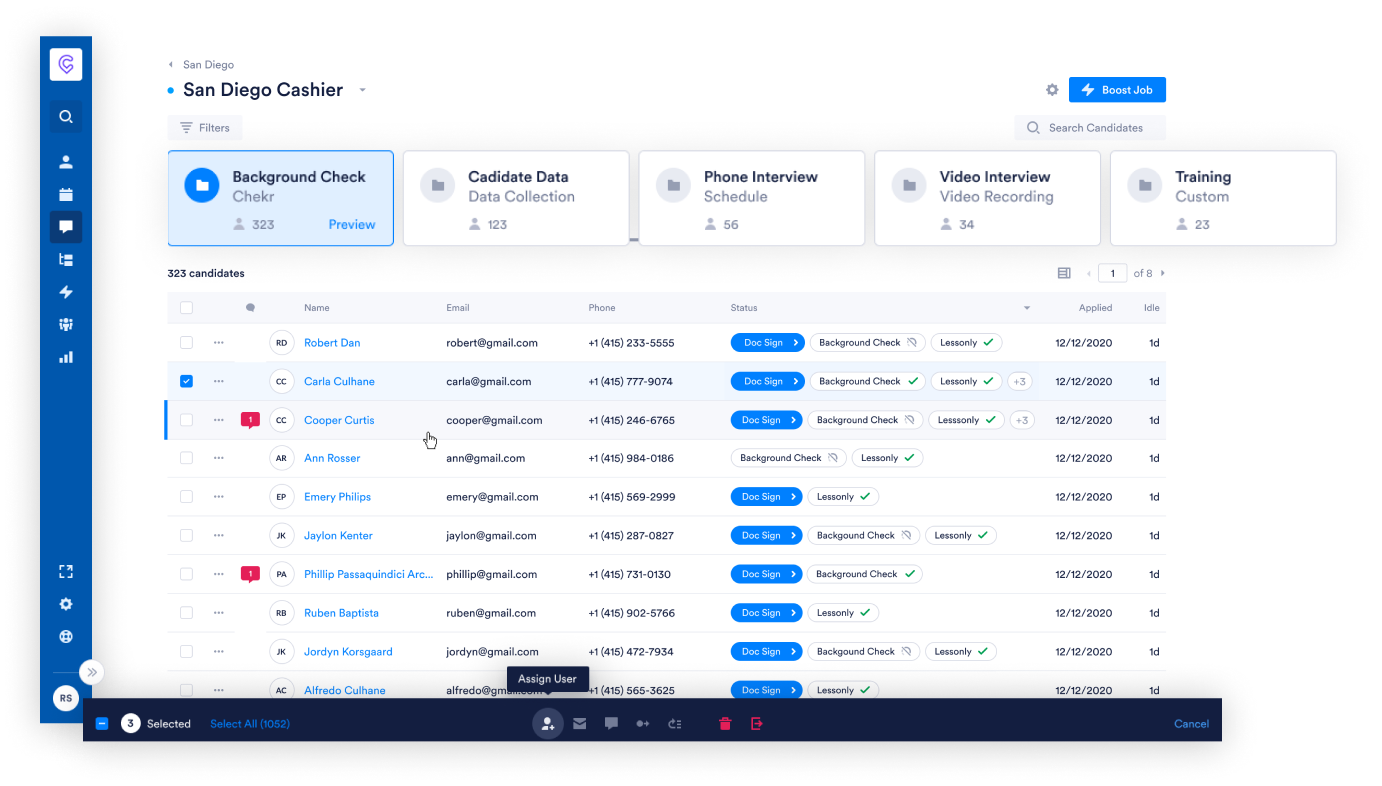 San Diego
San Diego Cashier
Boost Job
Filters
Search Candidates
Background Check
Chekr
323
Preview
Cadidate Data
Data Collection
123
Phone Interview
Schedule
56
Video Interview
Video Recording
34
Training
Custom
23
323 candidates
1 of 8
Name Email Phone Status Applied Idle
RD Robert Dan robert@gmail.com +1 (415) 233-5555 Doc Sign Background Check Lessonly 12/12/2020 1d
CC Carla Culhane carla@gmail.com +1 (415) 777-9074 Doc Sign Background Check Lessonly +3 12/12/2020 1d
1 CC Cooper Curtis cooper@gmail.com +1 (415) 246-6765 Doc Sign Background Check Lesssonly +3 12/12/2020 1d
AR Ann Rosser ann@gmail.com +1 (415) 984-0186 Background Check Lessonly 12/12/2020 1d
EP Emery Philips emery@gmail.com +1 (415) 569-2999 Doc Sign Lessonly 12/12/2020 1d
JK Jaylon Kenter jaylon@gmail.com +1 (415) 287-0827 Doc Sign Backgound Check Lessonly 12/12/2020 1d
1 PA Phillip Passaquindici Arc... phillip@gmail.com +1 (415) 731-0130 Doc Sign Background Check 12/12/2020 1d
RB Ruben Baptista ruben@gmail.com +1 (415) 902-5766 Doc Sign Lessonly 12/12/2020 1d
JK Jordyn Korsgaard jordyn@gmail.com +1 (415) 472-7934 Doc Sign Backgound Check Lessonly 12/12/2020 1d
Assign User
AC Alfredo Culhane +1 (415) 565-3625 Doc Sign Lessonly 12/12/2020 1d
RS
3 Selected Select All (1052) Cancel